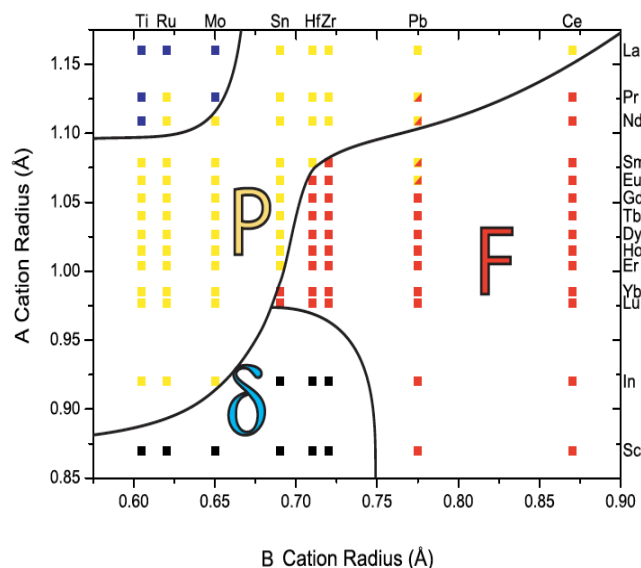 Ti Ru Mo Sn Hf Zr Pb Ce
1.15
1.10
1.05
1.00
0.95
0.90
0.85
A Cation Radius (Å)
La
Pr
Nd
Sm
Eu
Gd
Tb
Dy
Ho
Er
Yb
Lu
In
Sc
P
F
δ
0.60 0.65 0.70 0.75 0.80 0.85 0.90
B Cation Radius (Å)